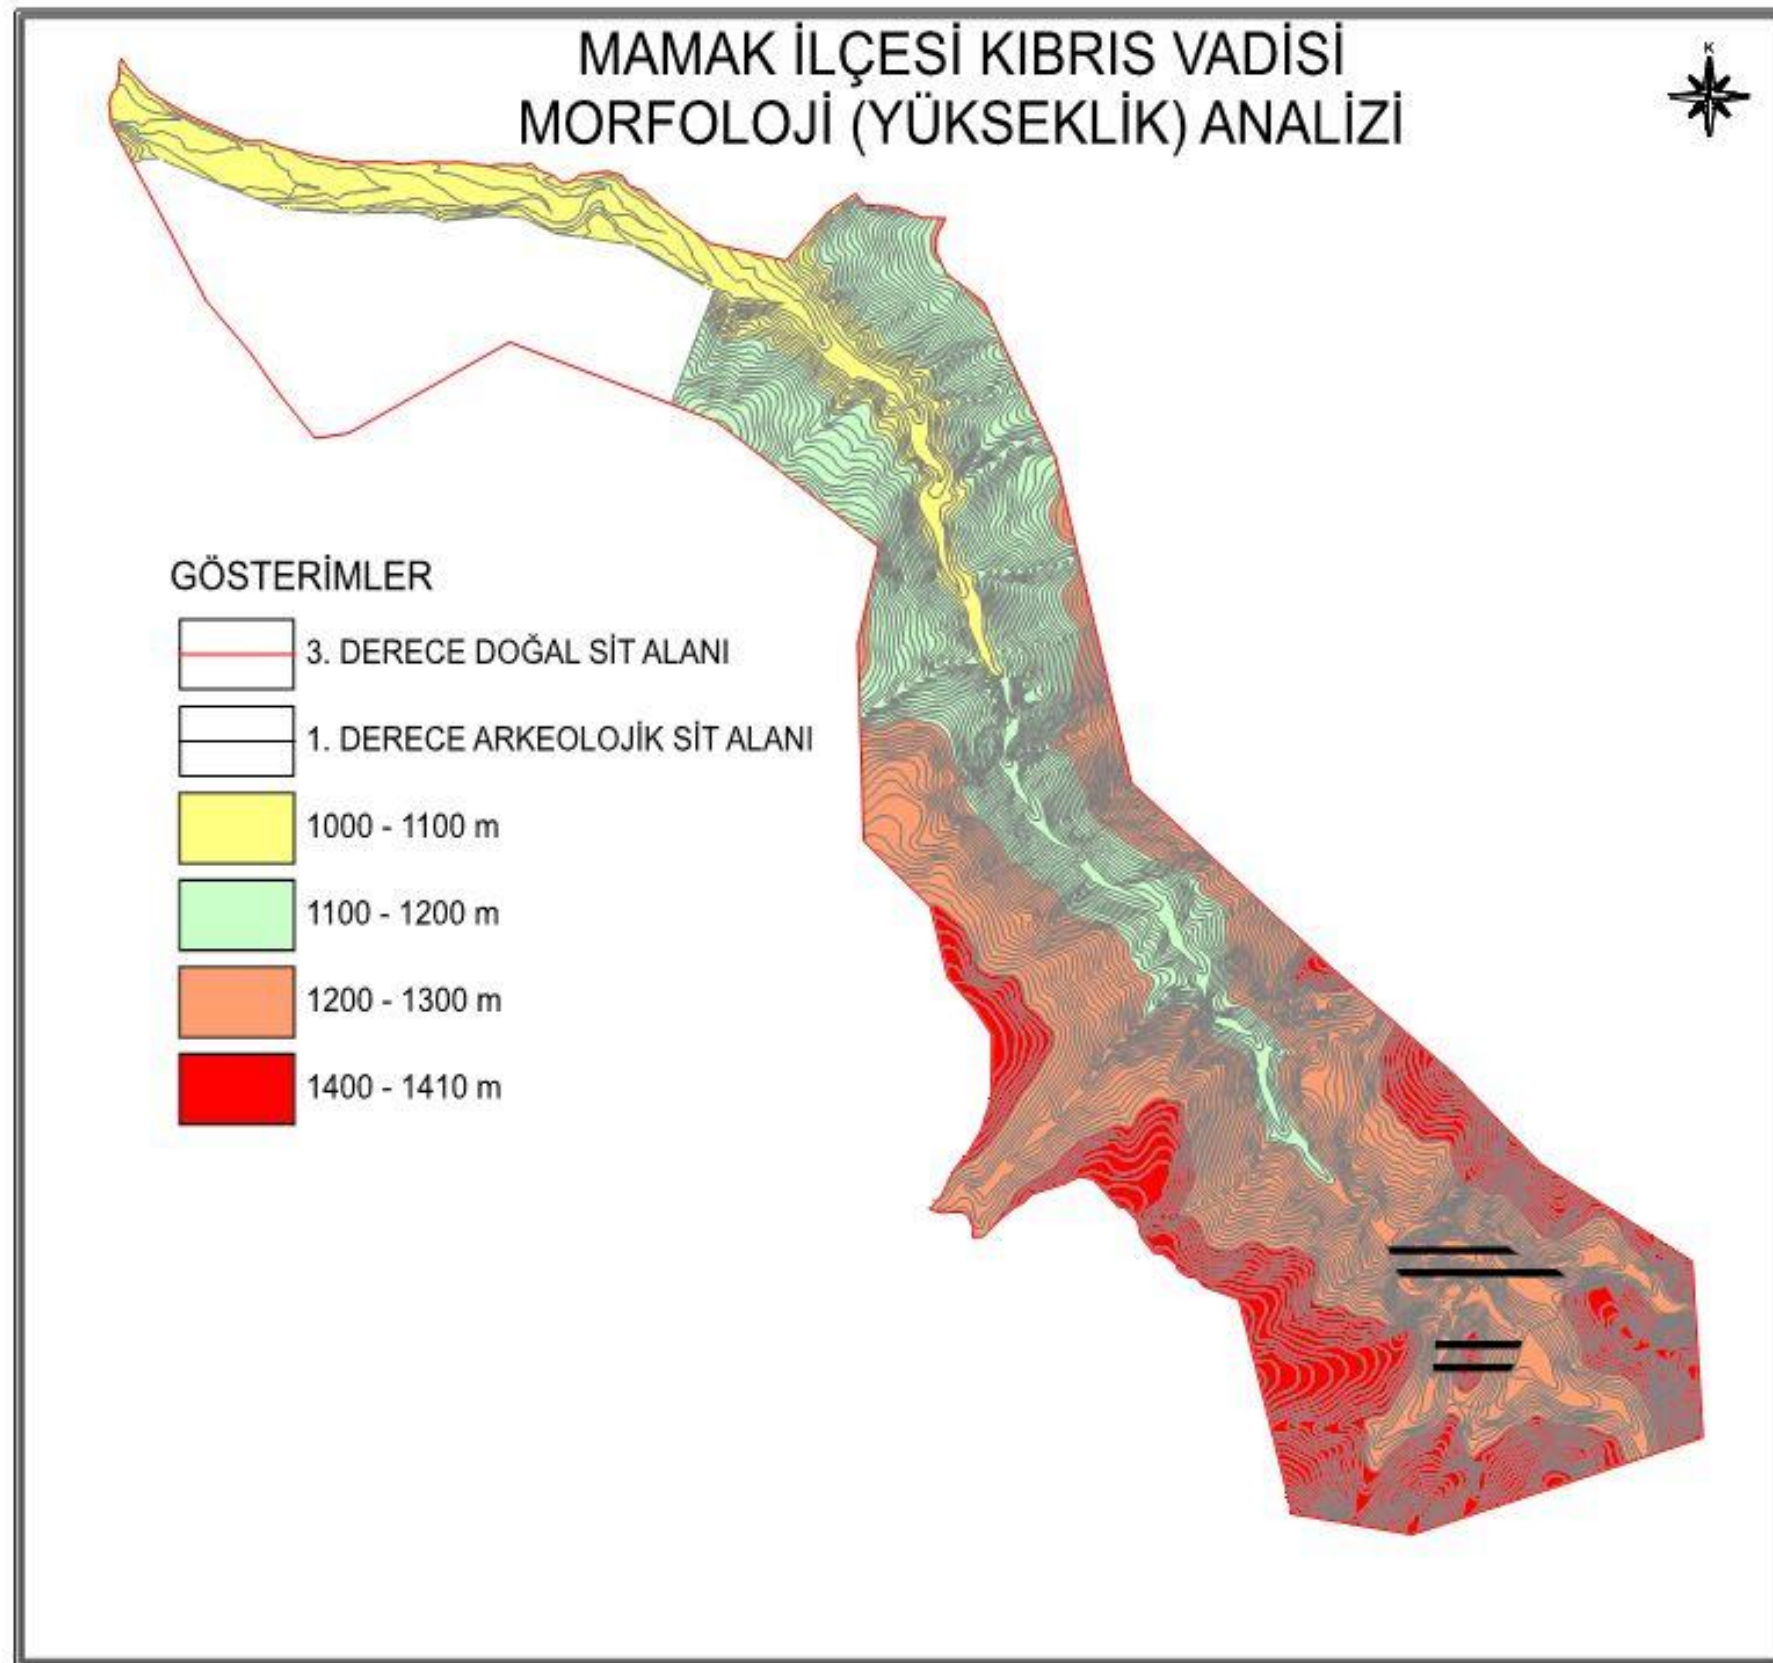 MAMAK İLÇESİ KIBRIS VADİSİ
MORFOLOJİ (YÜKSEKLİK) ANALİZİ
K
GÖSTERİMLER
3. DERECE DOĞAL SİT ALANI
1. DERECE ARKEOLOJİK SİT ALANI
1000 - 1100 m
1100 - 1200 m
1200 - 1300 m
1400 - 1410 m